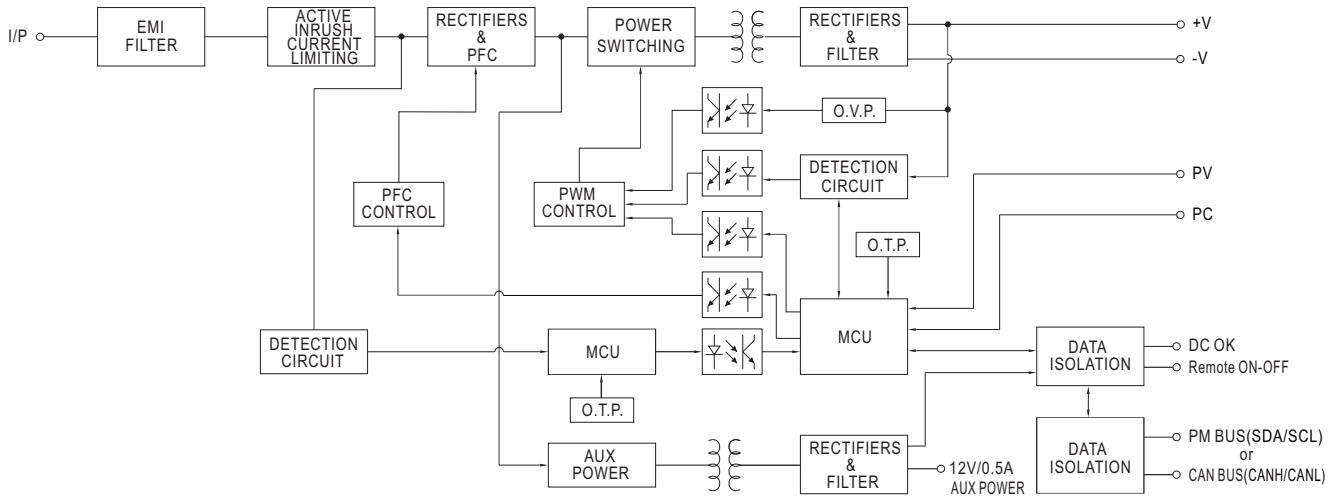 I/P
EMI
FILTER
ACTIVE
INRUSH
CURRENT
LIMITING
RECTIFIERS
&
PFC
POWER
SWITCHING
RECTIFIERS
&
FILTER
+V
-V
O.V.P.
DETECTION
CIRCUIT
PFC
CONTROL
PWM
CONTROL
PV
PC
O.T.P.
MCU
DETECTION
CIRCUIT
MCU
O.T.P.
DATA
ISOLATION
DC OK
Remote ON-OFF
AUX
POWER
RECTIFIERS
&
FILTER
12V/0.5A
AUX POWER
DATA
ISOLATION
PM BUS(SDA/SCL)
or
CAN BUS(CANH/CANL)